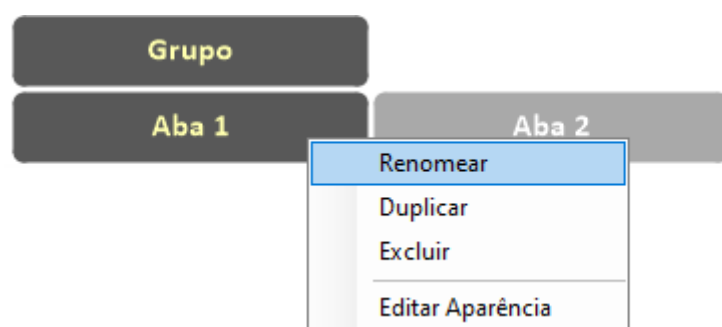 Grupo
Aba 1 Aba 2
Renomear
Duplicar
Excluir
Editar Aparência